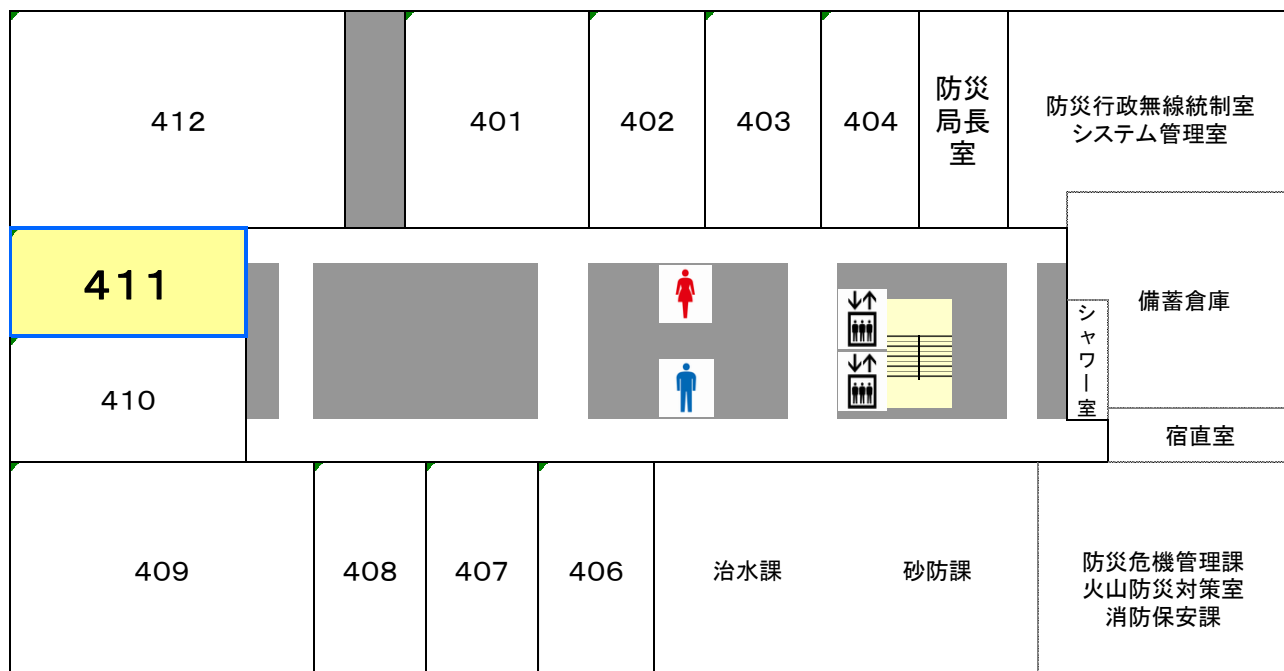 412
401
402
403
404
防災
局長
室
防災行政無線統制室
システム管理室
411
備蓄倉庫
シャワー室
410
宿直室
409
408
407
406
治水課
砂防課
防災危機管理課
火山防災対策室
消防保安課